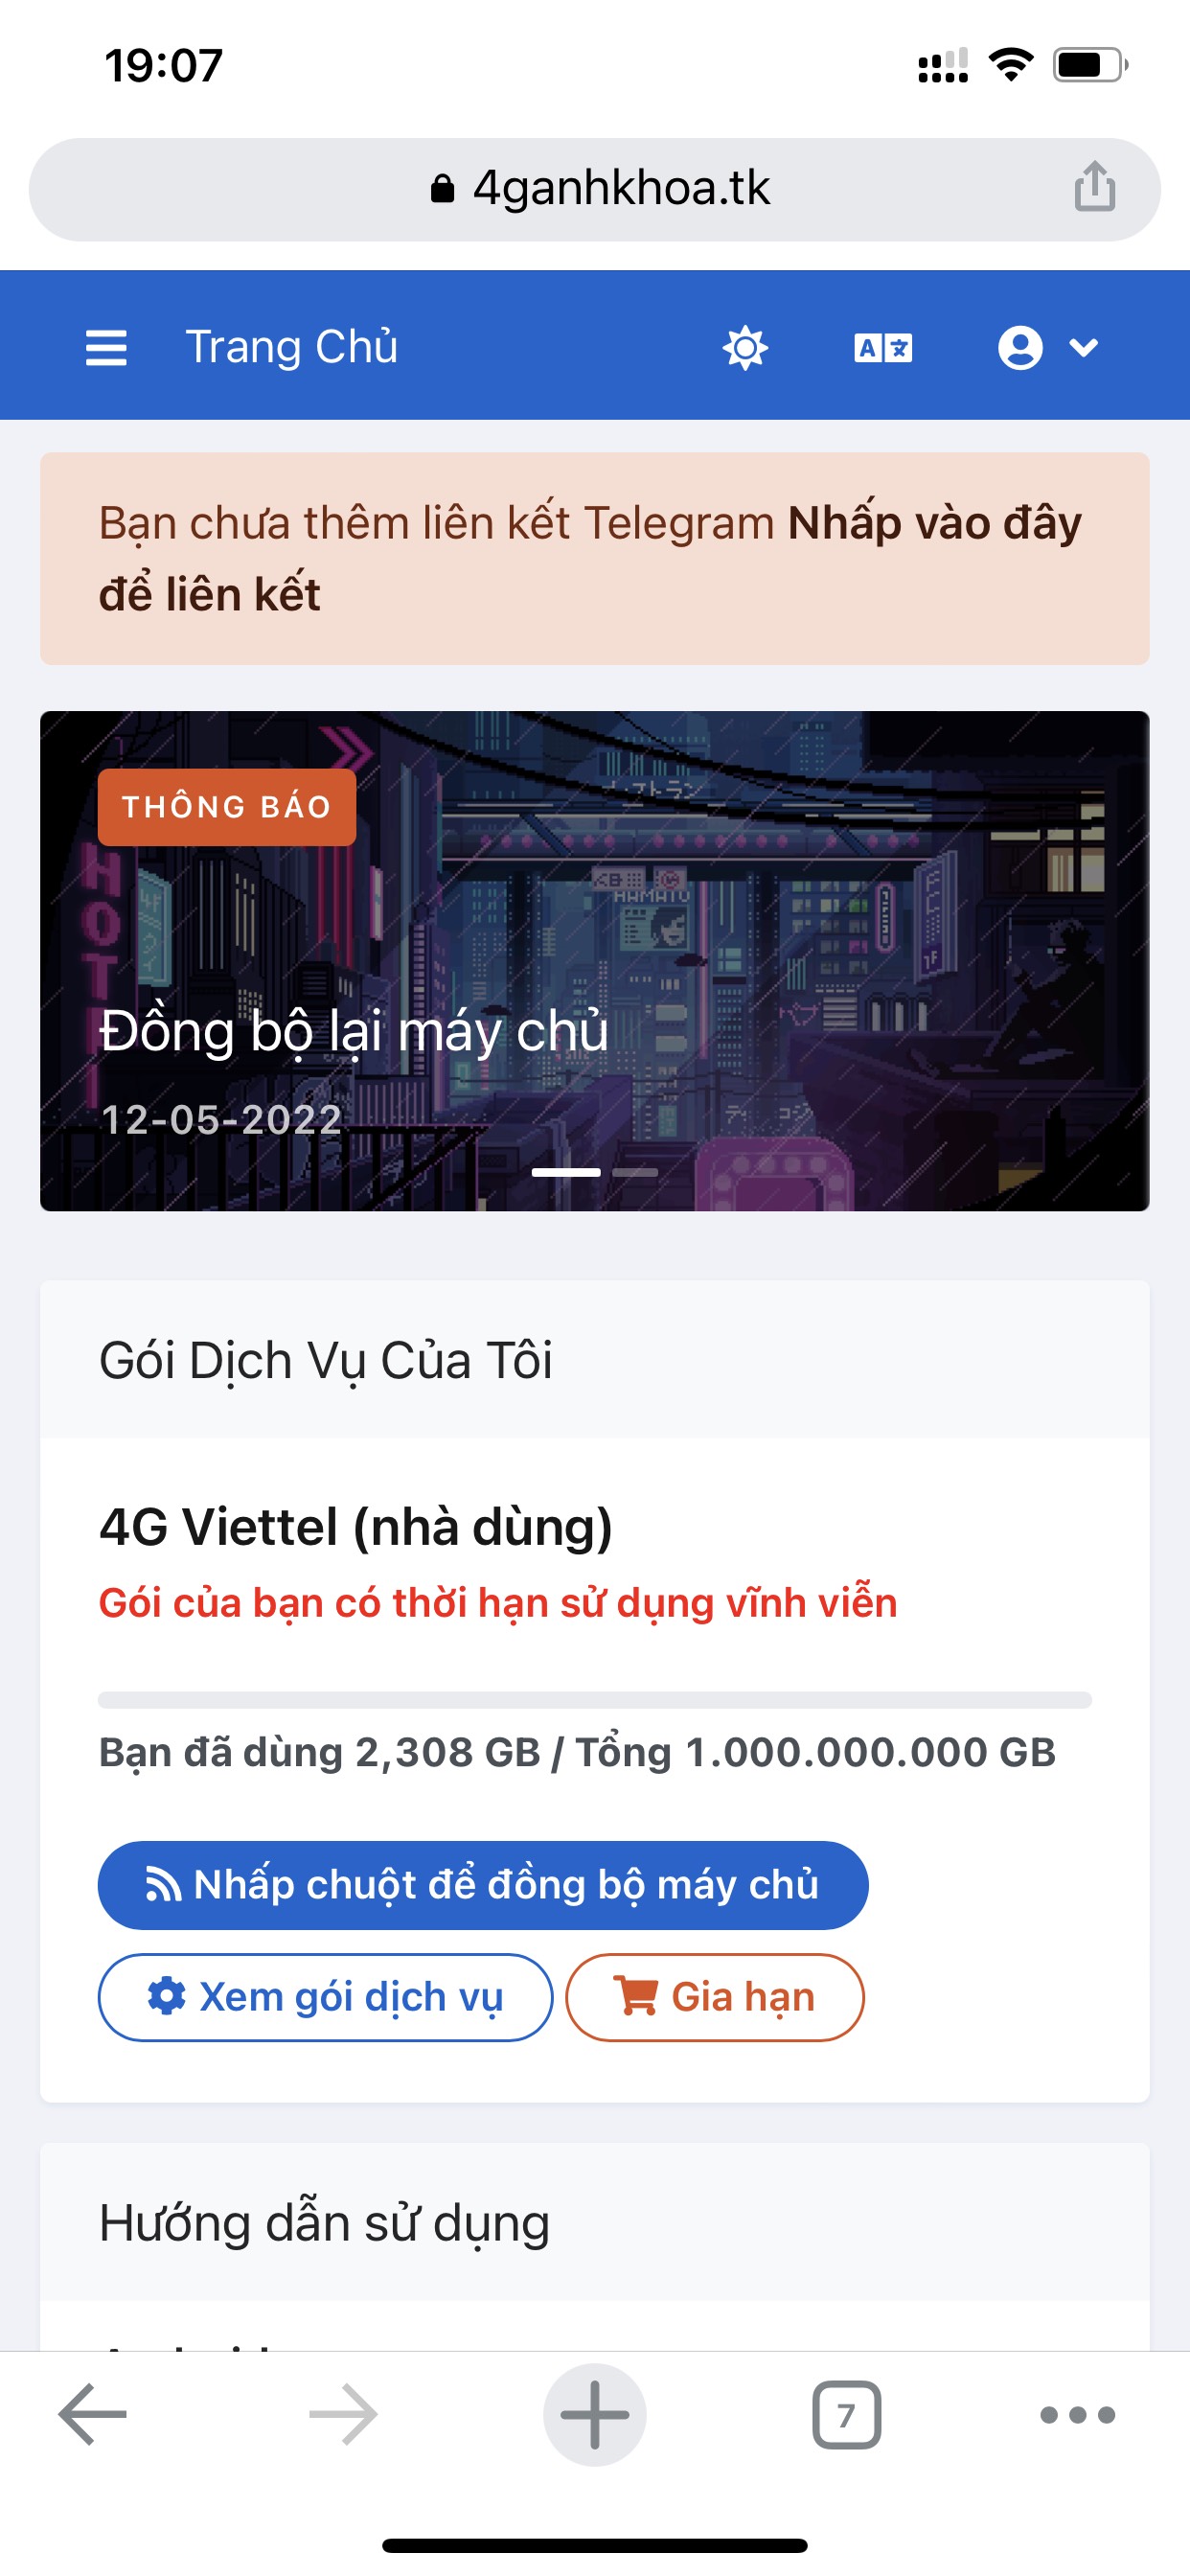 19:07
4ganhkhoa.tk
Trang Chủ
Bạn chưa thêm liên kết Telegram Nhấp vào đây
để liên kết
THÔNG BÁO
HOTEL
HAMATO
Đồng bộ lại máy chủ
12-05-2022
Gói Dịch Vụ Của Tôi
4G Viettel (nhà dùng)
Gói của bạn có thời hạn sử dụng vĩnh viễn
Bạn đã dùng 2,308 GB / Tổng 1.000.000.000 GB
Nhấp chuột để đồng bộ máy chủ
Xem gói dịch vụ
Gia hạn
Hướng dẫn sử dụng
7